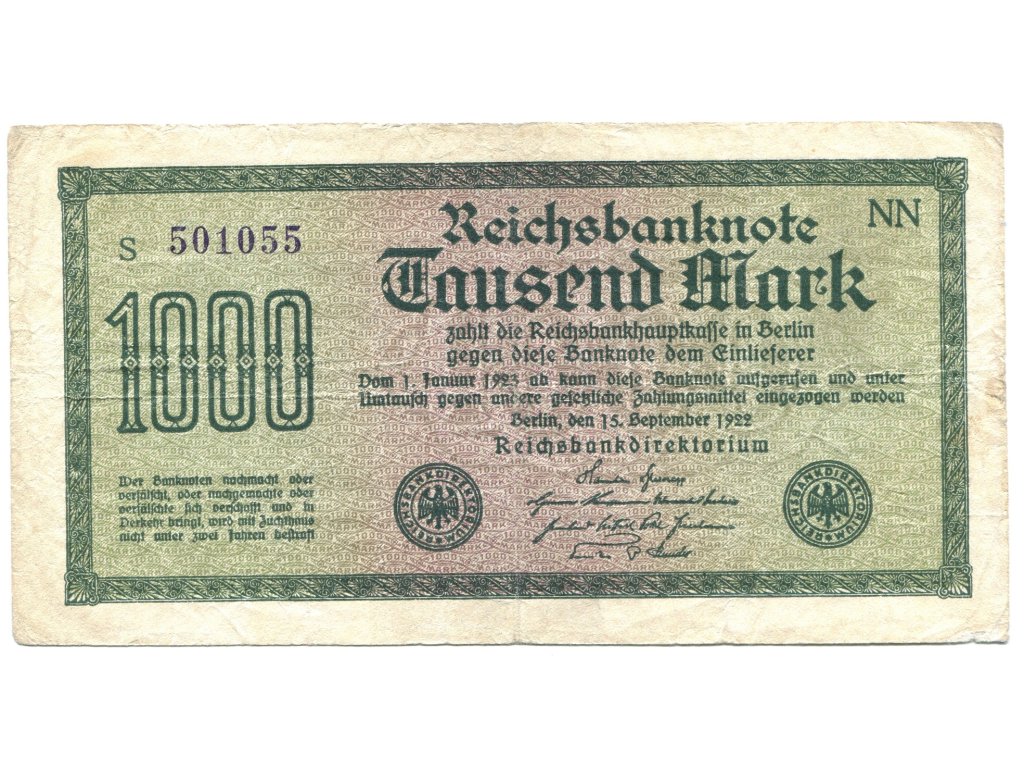 Reichsbanknote
NN
S 501055
Tausend Mark
1000
zahlt die Reichsbankhauptkasse in Berlin
gegen diese Banknote dem Einlieferer
Vom 1. Januar 1923 ab kann diese Banknote aufgerufen und unter
Umtausch gegen andere gesetzliche Zahlungsmittel eingezogen werden
Berlin, den 15. September 1922
Reichsbankdirektorium
Wer Banknoten nachmacht oder
verfälscht, oder nachgemachte oder
verfälschte sich verschafft und in
Verkehr bringt, wird mit Zuchthaus
nicht unter zwei Jahren bestraft
REICHSBANKDIREKTORIUM
REICHSBANKDIREKTORIUM